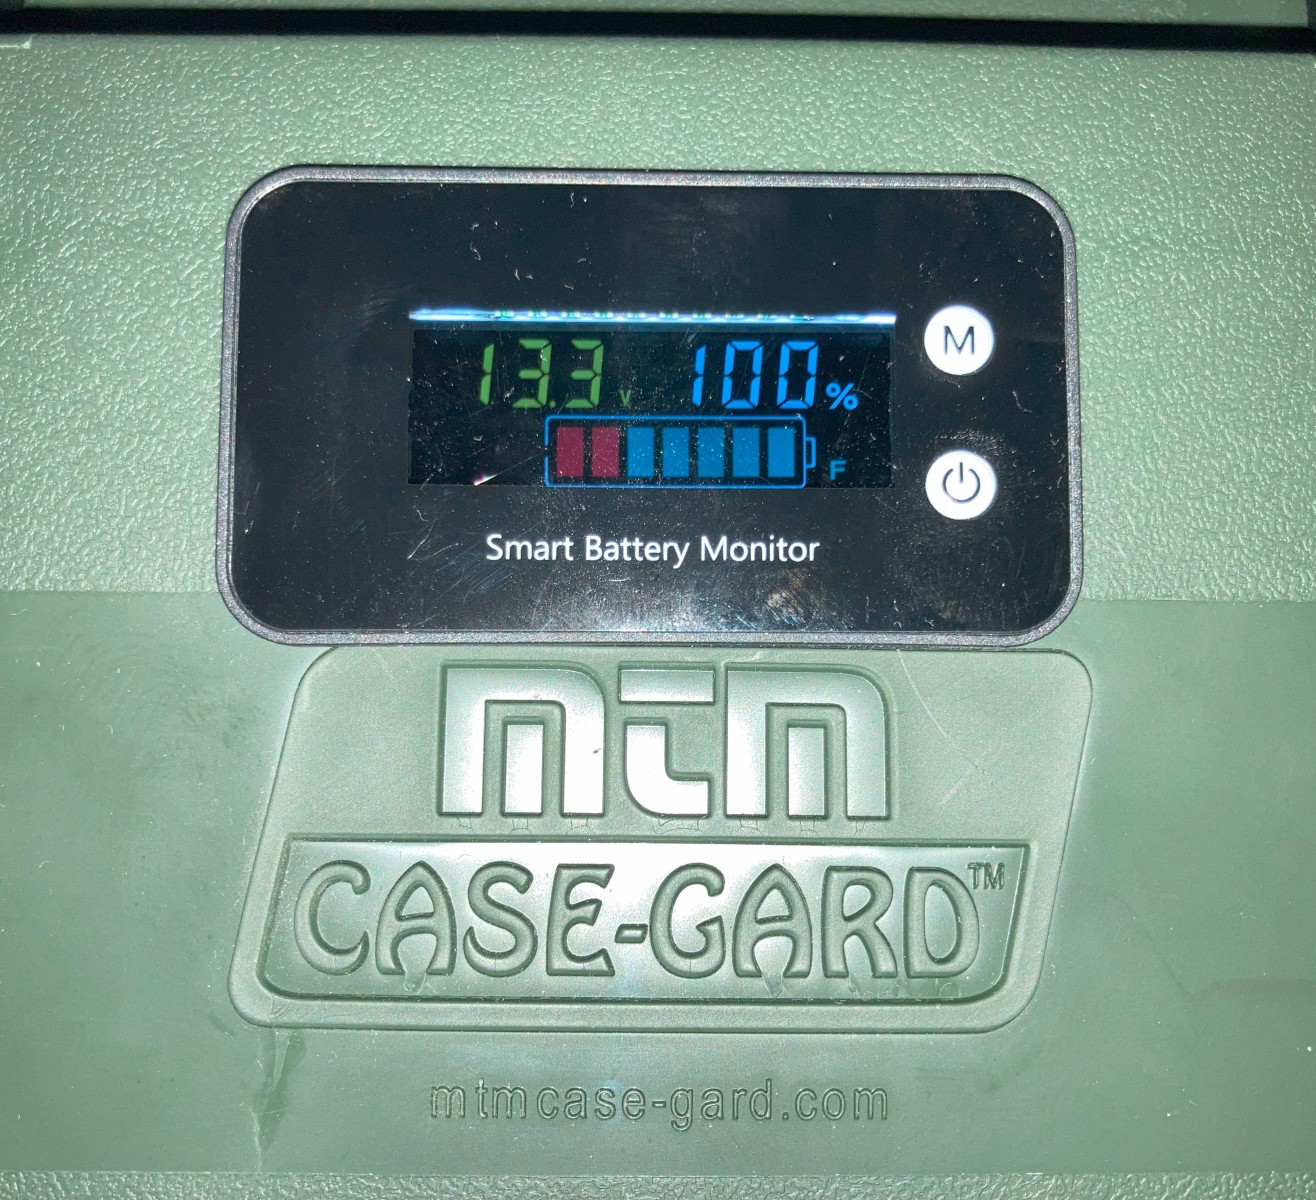 13.3 V 100%
F
M
Smart Battery Monitor
mtm
CASE-GARD™
mtmcase-gard.com